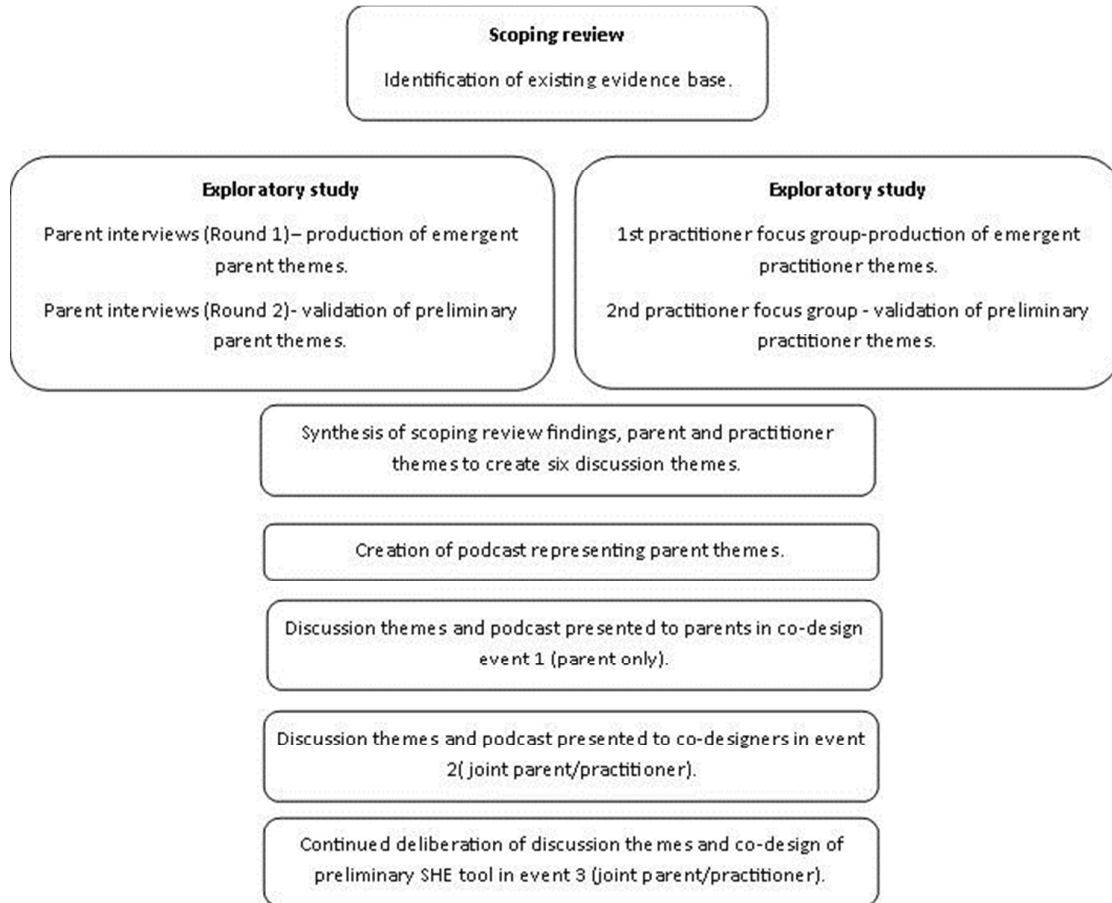 Scoping review
Identification of existing evidence base.
Exploratory study
Parent interviews (Round 1)– production of emergent
parent themes.
Parent interviews (Round 2)- validation of preliminary
parent themes.
Exploratory study
1st practitioner focus group-production of emergent
practitioner themes.
2nd practitioner focus group - validation of preliminary
practitioner themes.
Synthesis of scoping review findings, parent and practitioner
themes to create six discussion themes.
Creation of podcast representing parent themes.
Discussion themes and podcast presented to parents in co-design
event 1 (parent only).
Discussion themes and podcast presented to co-designers in event
2( joint parent/practitioner).
Continued deliberation of discussion themes and co-design of
preliminary SHE tool in event 3 (joint parent/practitioner).